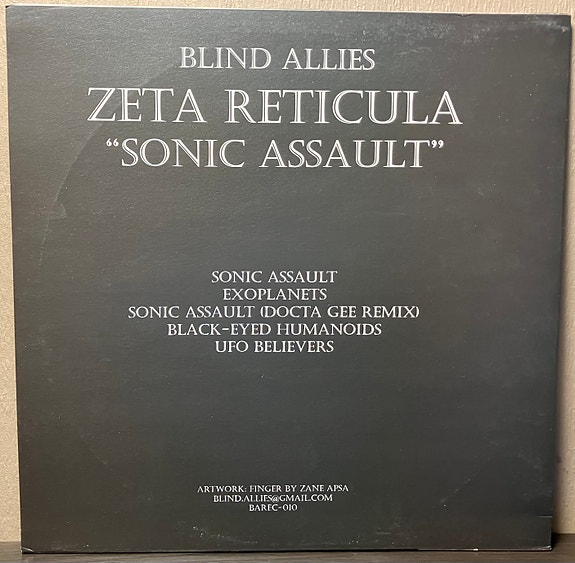 BLIND ALLIES
ZETA RETICULA
“SONIC ASSAULT”
SONIC ASSAULT
EXOPLANETS
SONIC ASSAULT (DOCTA GEE REMIX)
BLACK-EYED HUMANOIDS
UFO BELIEVERS
ARTWORK: FINGER BY ZANE APSA
BLIND.ALLIES@GMAIL.COM
BAREC-010